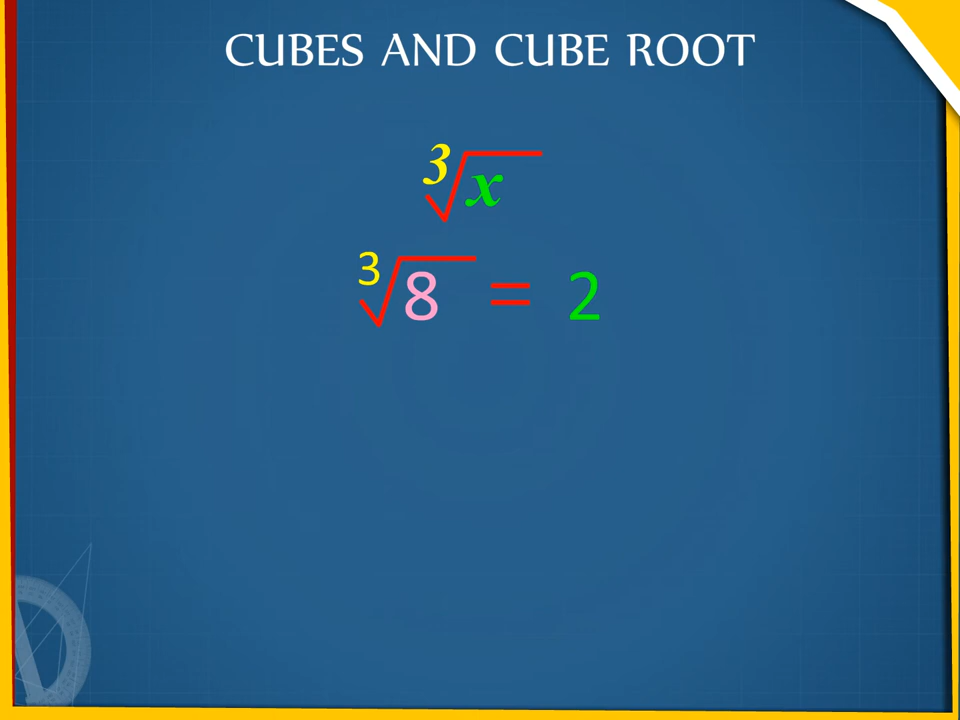 CUBES AND CUBE ROOT
∛x
∛8 = 2